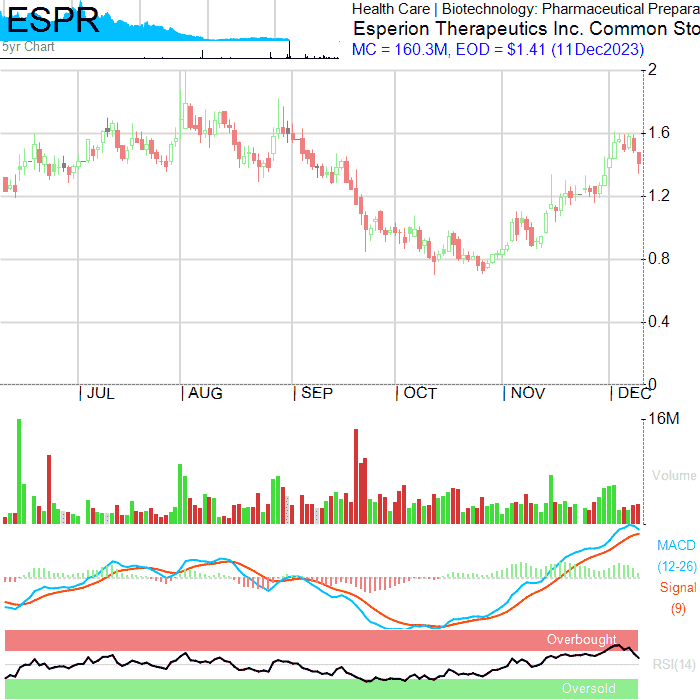 ESPR
5yr Chart
Health Care | Biotechnology: Pharmaceutical Prepara
Esperion Therapeutics Inc. Common Sto
MC = 160.3M, EOD = $1.41 (11Dec2023)
2
1.6
1.2
0.8
0.4
0
JUL AUG SEP OCT NOV DEC
16M
Volume
MACD
(12-26)
Signal
(9)
Overbought
RSI(14)
Oversold